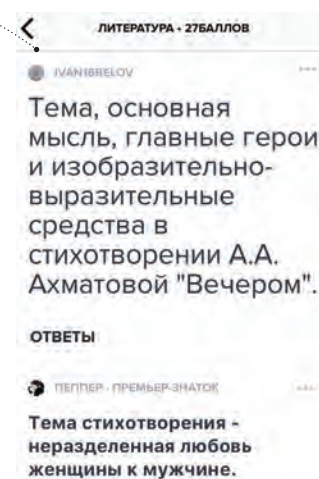 ЛИТЕРАТУРА · 27БАЛЛОВ
IVAN18BELOV
Тема, основная
мысль, главные герои
и изобразительно-
выразительные
средства в
стихотворении А.А.
Ахматовой "Вечером".
ОТВЕТЫ
ПЕППЕР · ПРЕМЬЕР-ЗНАТОК
Тема стихотворения -
неразделенная любовь
женщины к мужчине.